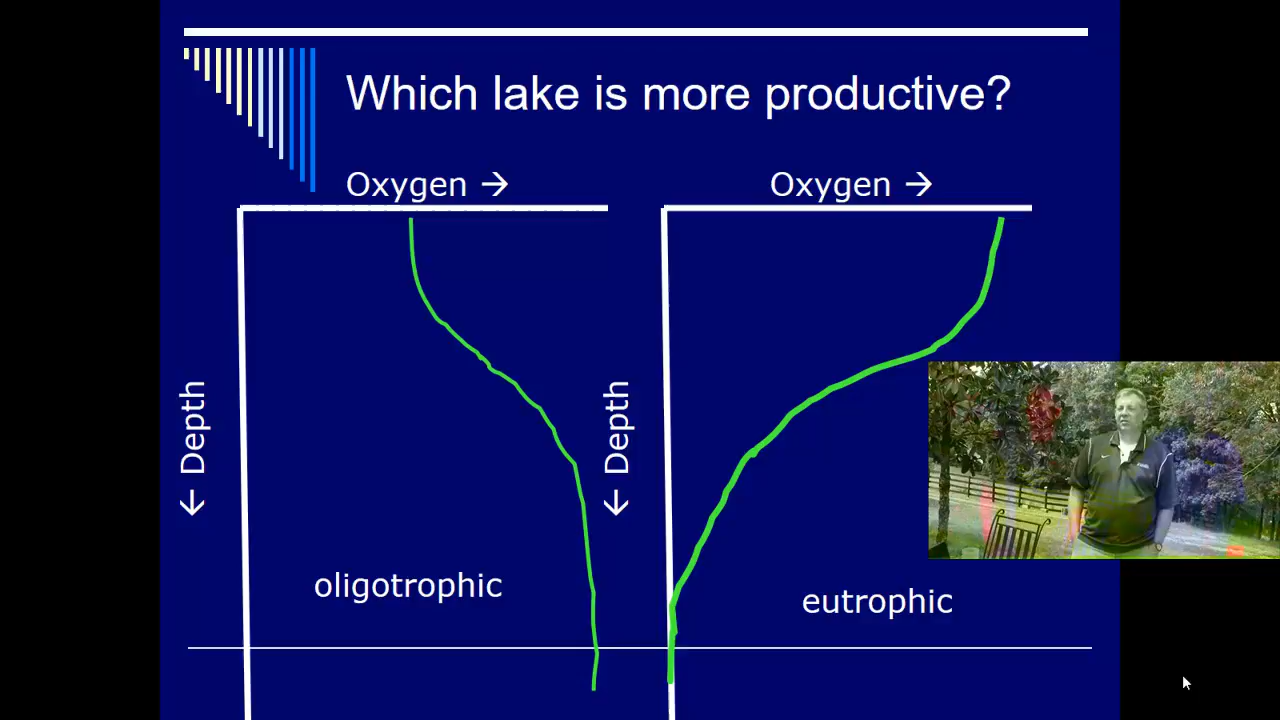 Which lake is more productive?
Oxygen →
Oxygen →
← Depth
← Depth
oligotrophic
eutrophic